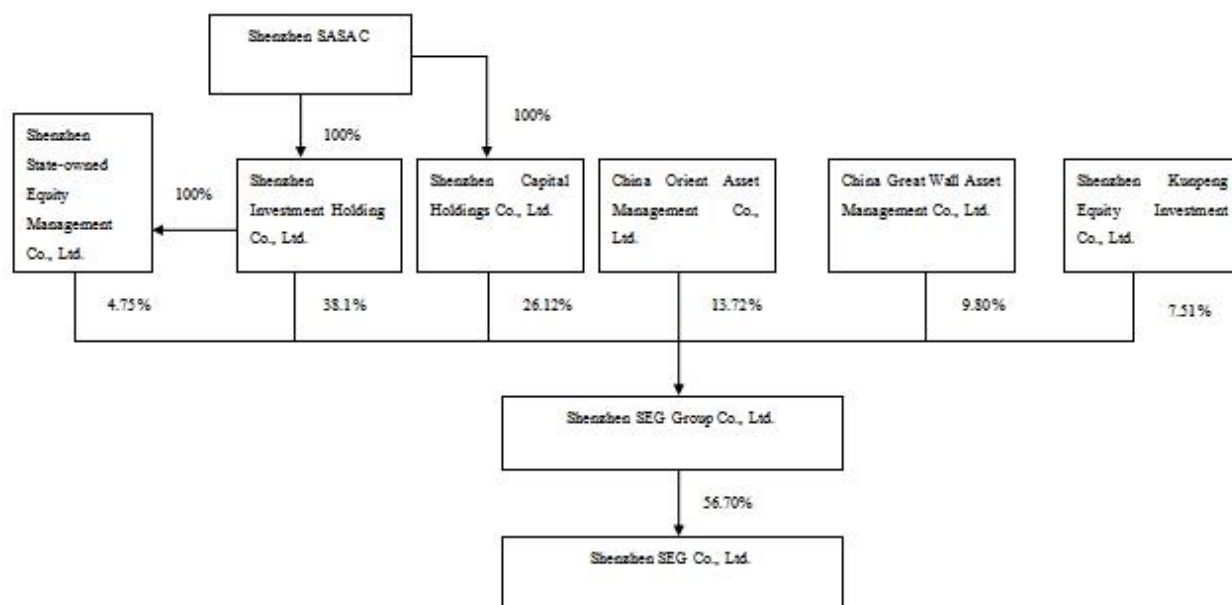 Shenzhen SASAC
100%
100%
Shenzhen
State-owned
Equity
Management
Co., Ltd.
100%
Shenzhen
Investment Holding
Co., Ltd.
Shenzhen Capital
Holdings Co., Ltd.
China Orient Asset
Management Co.,
Ltd.
China Great Wall Asset
Management Co., Ltd.
Shenzhen Kunpeng
Equity Investment
Co., Ltd.
4.75%
38.1%
26.12%
13.72%
9.80%
7.51%
Shenzhen SEG Group Co., Ltd.
56.70%
Shenzhen SEG Co., Ltd.